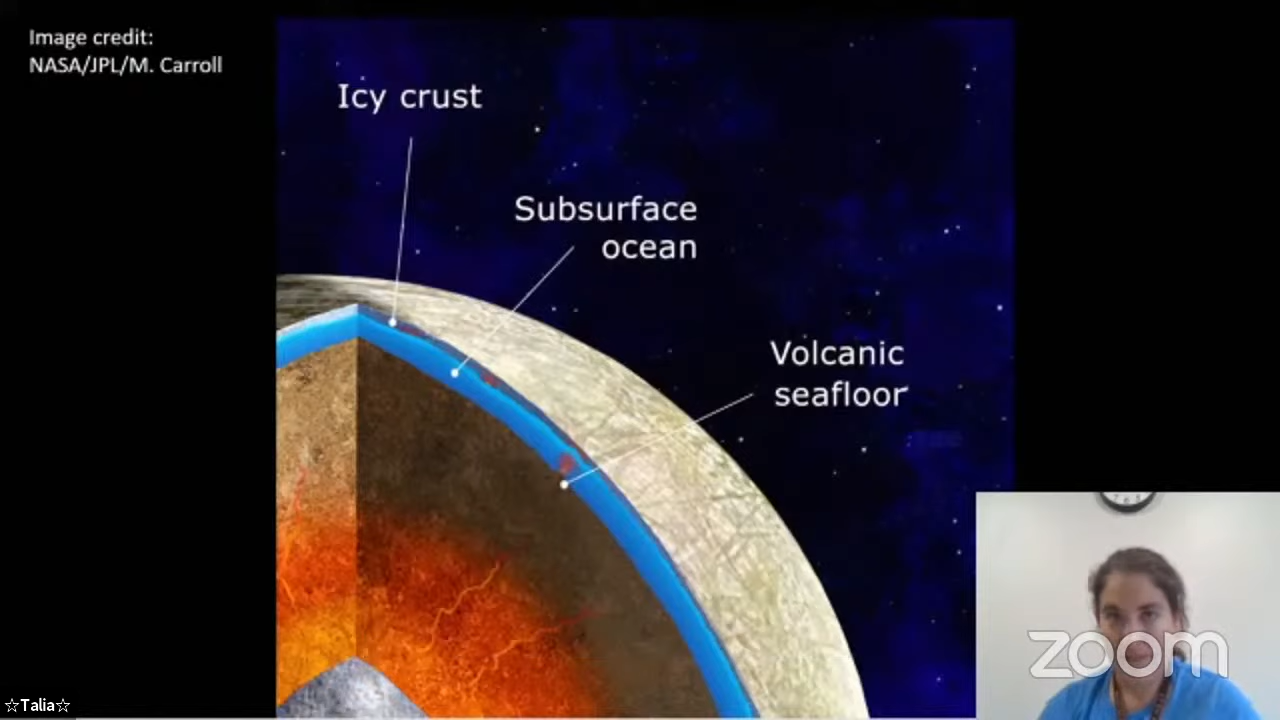 Image credit:
NASA/JPL/M. Carroll
Icy crust
Subsurface
ocean
Volcanic
seafloor
zoom
☆Talia☆